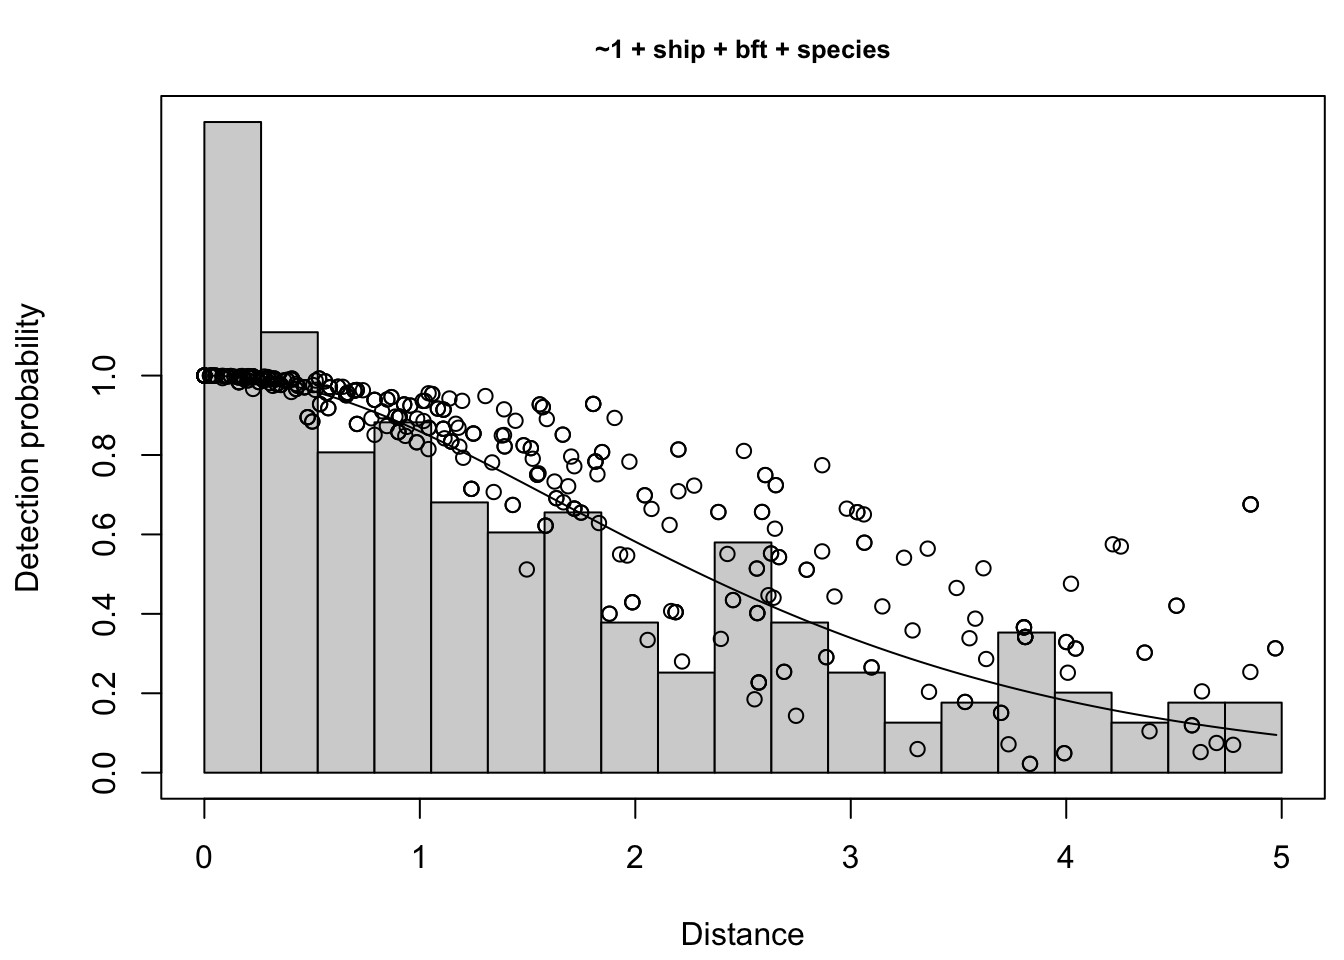 ~1 + ship + bft + species
Detection probability
1.0
0.8
0.6
0.4
0.2
0.0
0 1 2 3 4 5
Distance